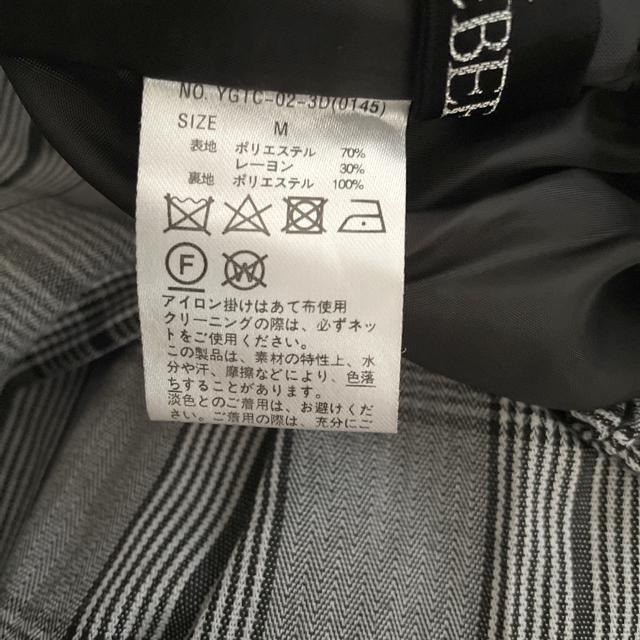 CBET
NO. YGTC-02-3D(0145)
SIZE M
表地 ポリエステル 70%
レーヨン 30%
裏地 ポリエステル 100%
F W
アイロン掛けはあて布使用
クリーニングの際は、必ずネッ
トをご使用ください。
この製品は、素材の特性上、水
分や汗、摩擦などにより、色落
ちすることがあります。
淡色とのご着用は、お避けくだ
さい。ご着用の際は、充分にご